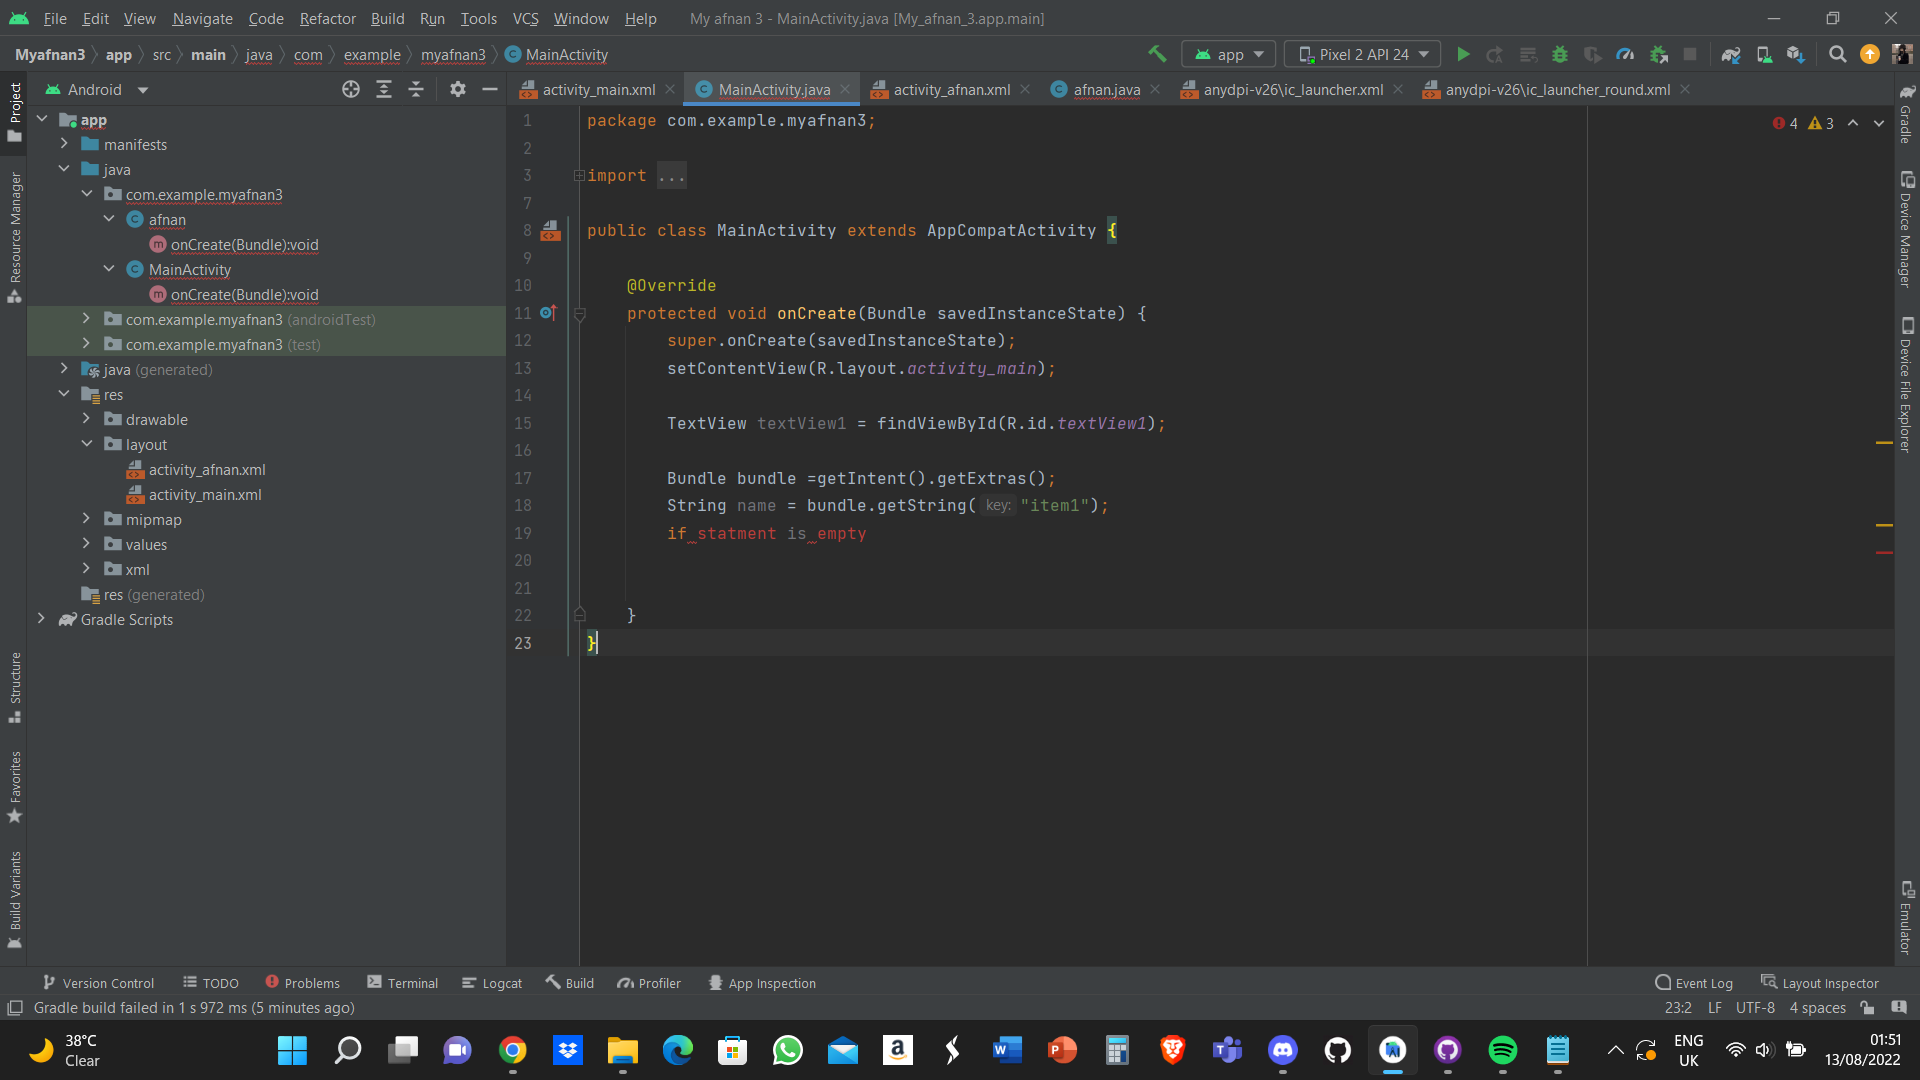 File Edit View Navigate Code Refactor Build Run Tools VCS Window Help My afnan 3 - MainActivity.java [My_afnan_3.app.main]
Myafnan3 app src main java com example myafnan3 MainActivity app Pixel 2 API 24
Android
activity_main.xml MainActivity.java activity_afnan.xml afnan.java anydpi-v26\ic_launcher.xml anydpi-v26\ic_launcher_round.xml
Project
Resource Manager
Structure
Favorites
Build Variants
app
manifests
java
com.example.myafnan3
afnan
onCreate(Bundle):void
MainActivity
onCreate(Bundle):void
com.example.myafnan3 (androidTest)
com.example.myafnan3 (test)
java (generated)
res
drawable
layout
activity_afnan.xml
activity_main.xml
mipmap
values
xml
res (generated)
Gradle Scripts
1 package com.example.myafnan3;
2
3 import ...
7
8 public class MainActivity extends AppCompatActivity {
9
10 @Override
11 protected void onCreate(Bundle savedInstanceState) {
12 super.onCreate(savedInstanceState);
13 setContentView(R.layout.activity_main);
14
15 TextView textView1 = findViewById(R.id.textView1);
16
17 Bundle bundle =getIntent().getExtras();
18 String name = bundle.getString( key: "item1");
19 if statment is empty
20
21
22 }
23 }
4 3
Gradle
Device Manager
Device File Explorer
Emulator
Version Control TODO Problems Terminal Logcat Build Profiler App Inspection Event Log Layout Inspector
Gradle build failed in 1 s 972 ms (5 minutes ago) 23:2 LF UTF-8 4 spaces
38°C
Clear
ENG
UK
01:51
13/08/2022